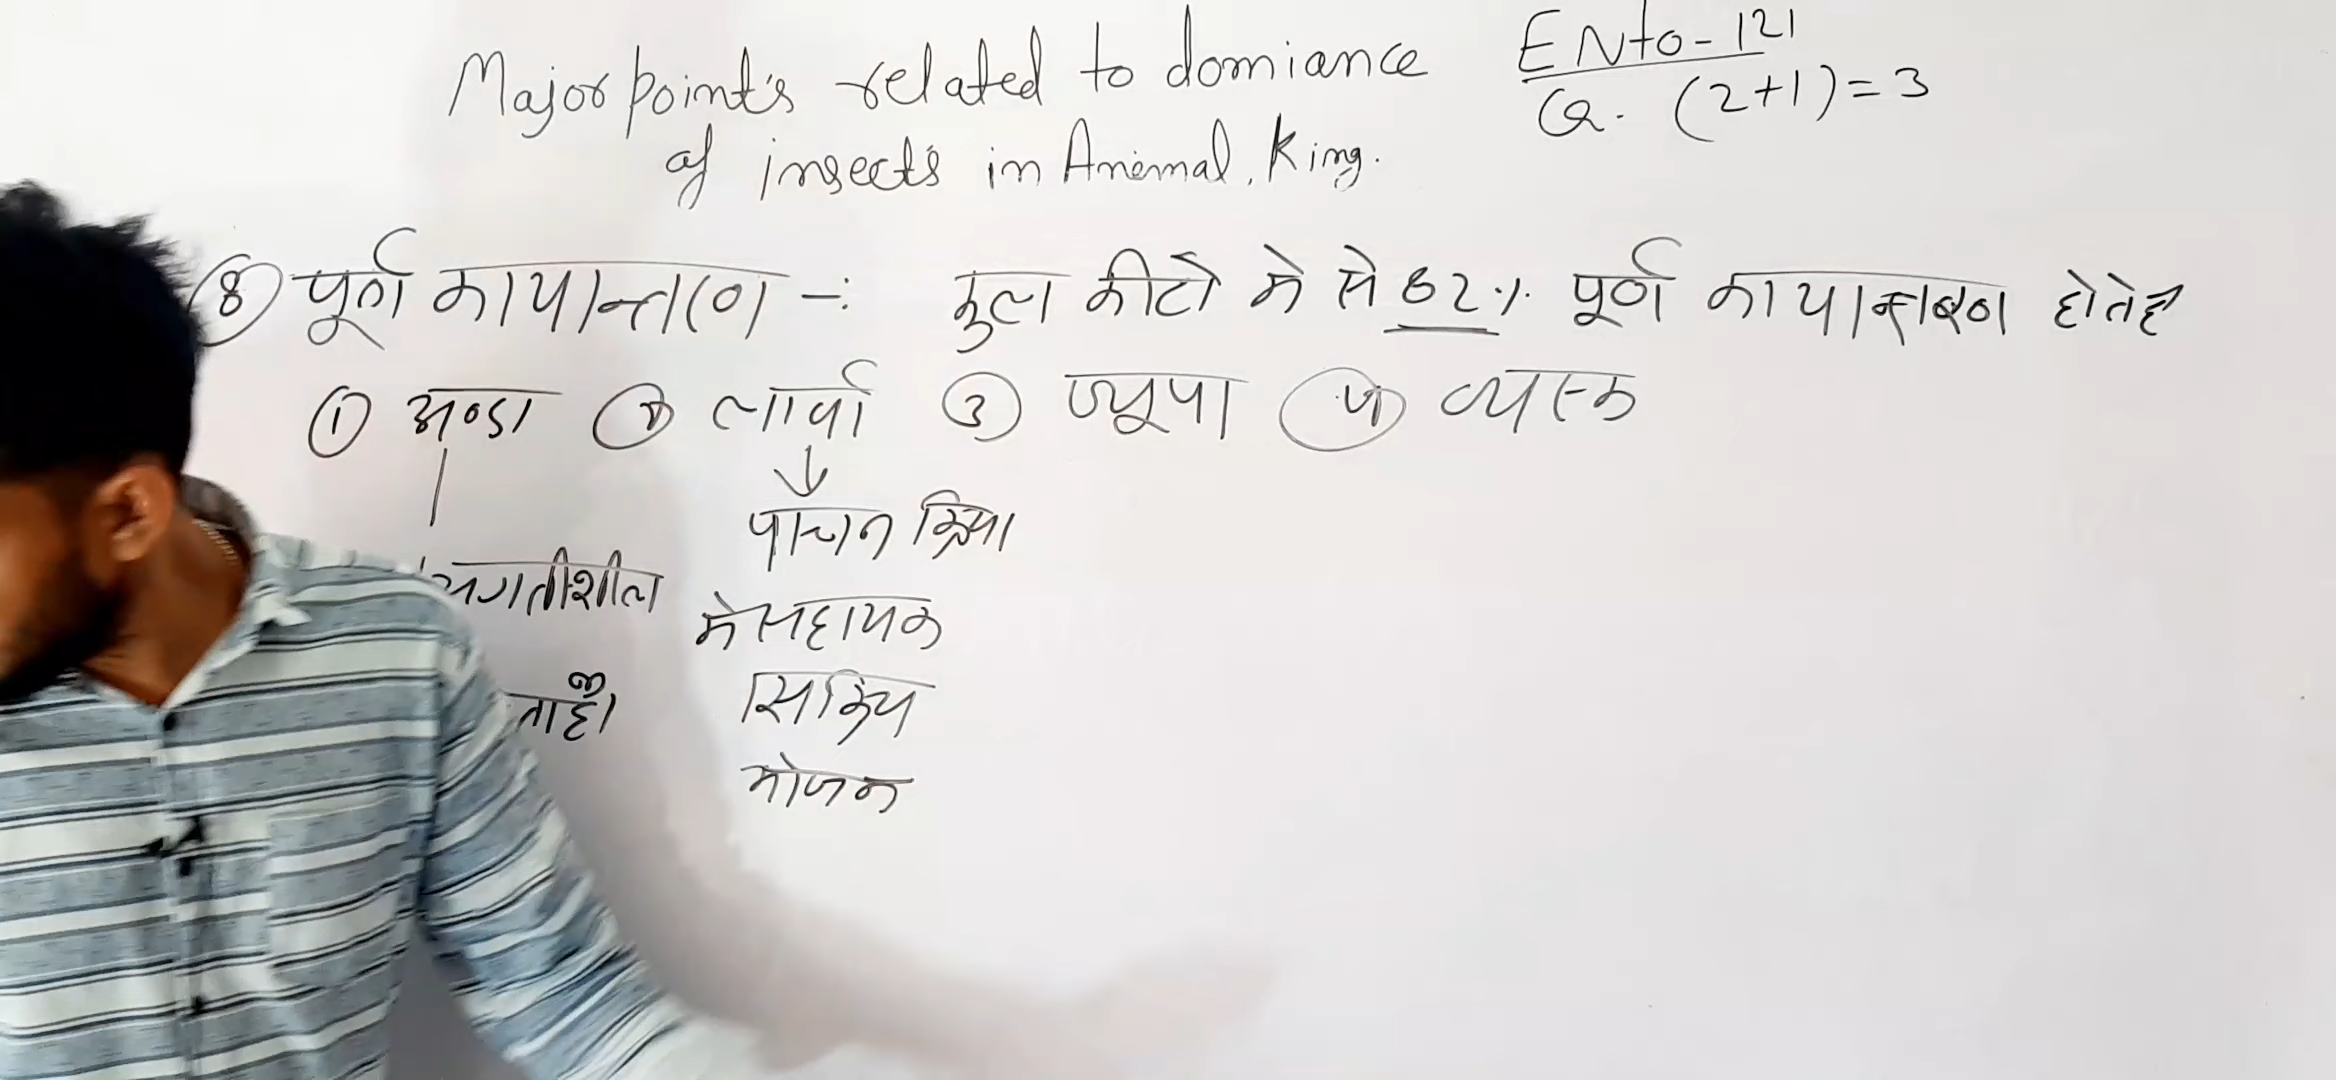 Major points related to domiance
of insects in Animal. King.
ENto-121
Q. (2+1)=3
⑧ पूर्ण कायान्तरण -: कुल कीटो मे से 82% पूर्ण कायान्तरण होते है
① अण्डा ② लार्वा ③ प्यूपा ④ व्यस्क
पाचन क्रिया
गतीशील मे सहायक
ता है। सक्रिय
भोजन